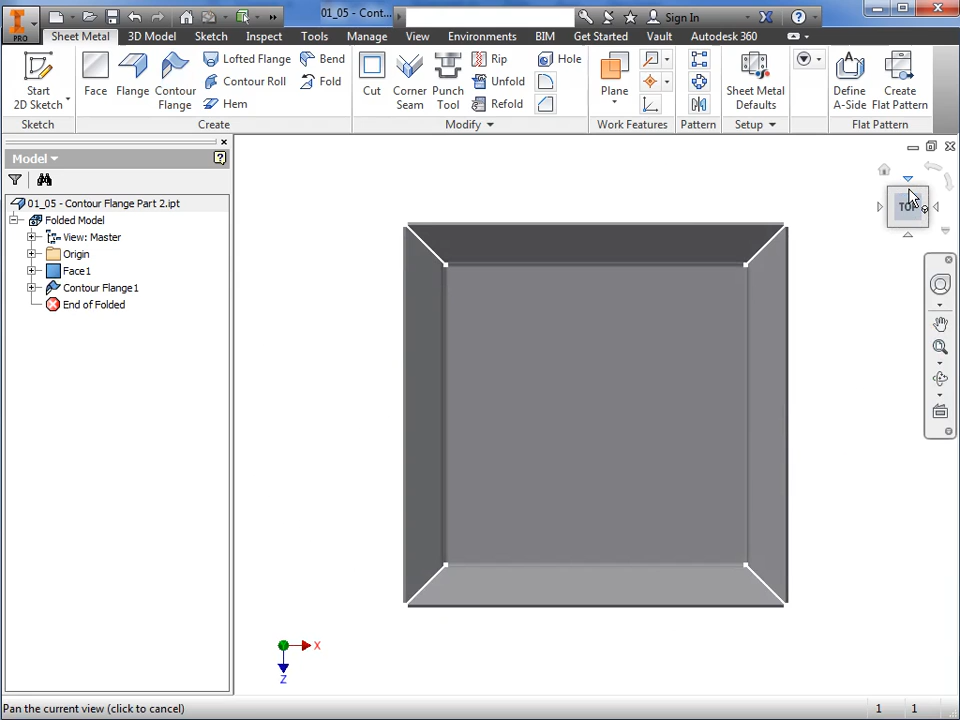 01_05 - Cont...
Sign In
PRO
Sheet Metal
3D Model
Sketch
Inspect
Tools
Manage
View
Environments
BIM
Get Started
Vault
Autodesk 360
Start
2D Sketch
Face
Flange
Contour
Flange
Lofted Flange
Contour Roll
Hem
Bend
Fold
Cut
Corner
Seam
Punch
Tool
Rip
Unfold
Refold
Hole
Plane
Sheet Metal
Defaults
Define
A-Side
Create
Flat Pattern
Sketch
Create
Modify
Work Features
Pattern
Setup
Flat Pattern
Model
01_05 - Contour Flange Part 2.ipt
Folded Model
View: Master
Origin
Face1
Contour Flange1
End of Folded
TOP
X
Z
Pan the current view (click to cancel)
1
1